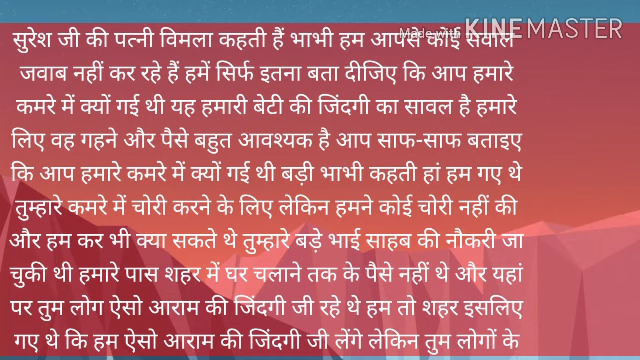 Made with KINEMASTER
सुरेश जी की पत्नी विमला कहती हैं भाभी हम आपसे कोई सवाल
जवाब नहीं कर रहे हैं हमें सिर्फ इतना बता दीजिए कि आप हमारे
कमरे में क्यों गई थी यह हमारी बेटी की जिंदगी का सावल है हमारे
लिए वह गहने और पैसे बहुत आवश्यक है आप साफ-साफ बताइए
कि आप हमारे कमरे में क्यों गई थी बड़ी भाभी कहती हां हम गए थे
तुम्हारे कमरे में चोरी करने के लिए लेकिन हमने कोई चोरी नहीं की
और हम कर भी क्या सकते थे तुम्हारे बड़े भाई साहब की नौकरी जा
चुकी थी हमारे पास शहर में घर चलाने तक के पैसे नहीं थे और यहां
पर तुम लोग ऐसो आराम की जिंदगी जी रहे थे हम तो शहर इसलिए
गए थे कि हम ऐसो आराम की जिंदगी जी लेंगे लेकिन तुम लोगों के